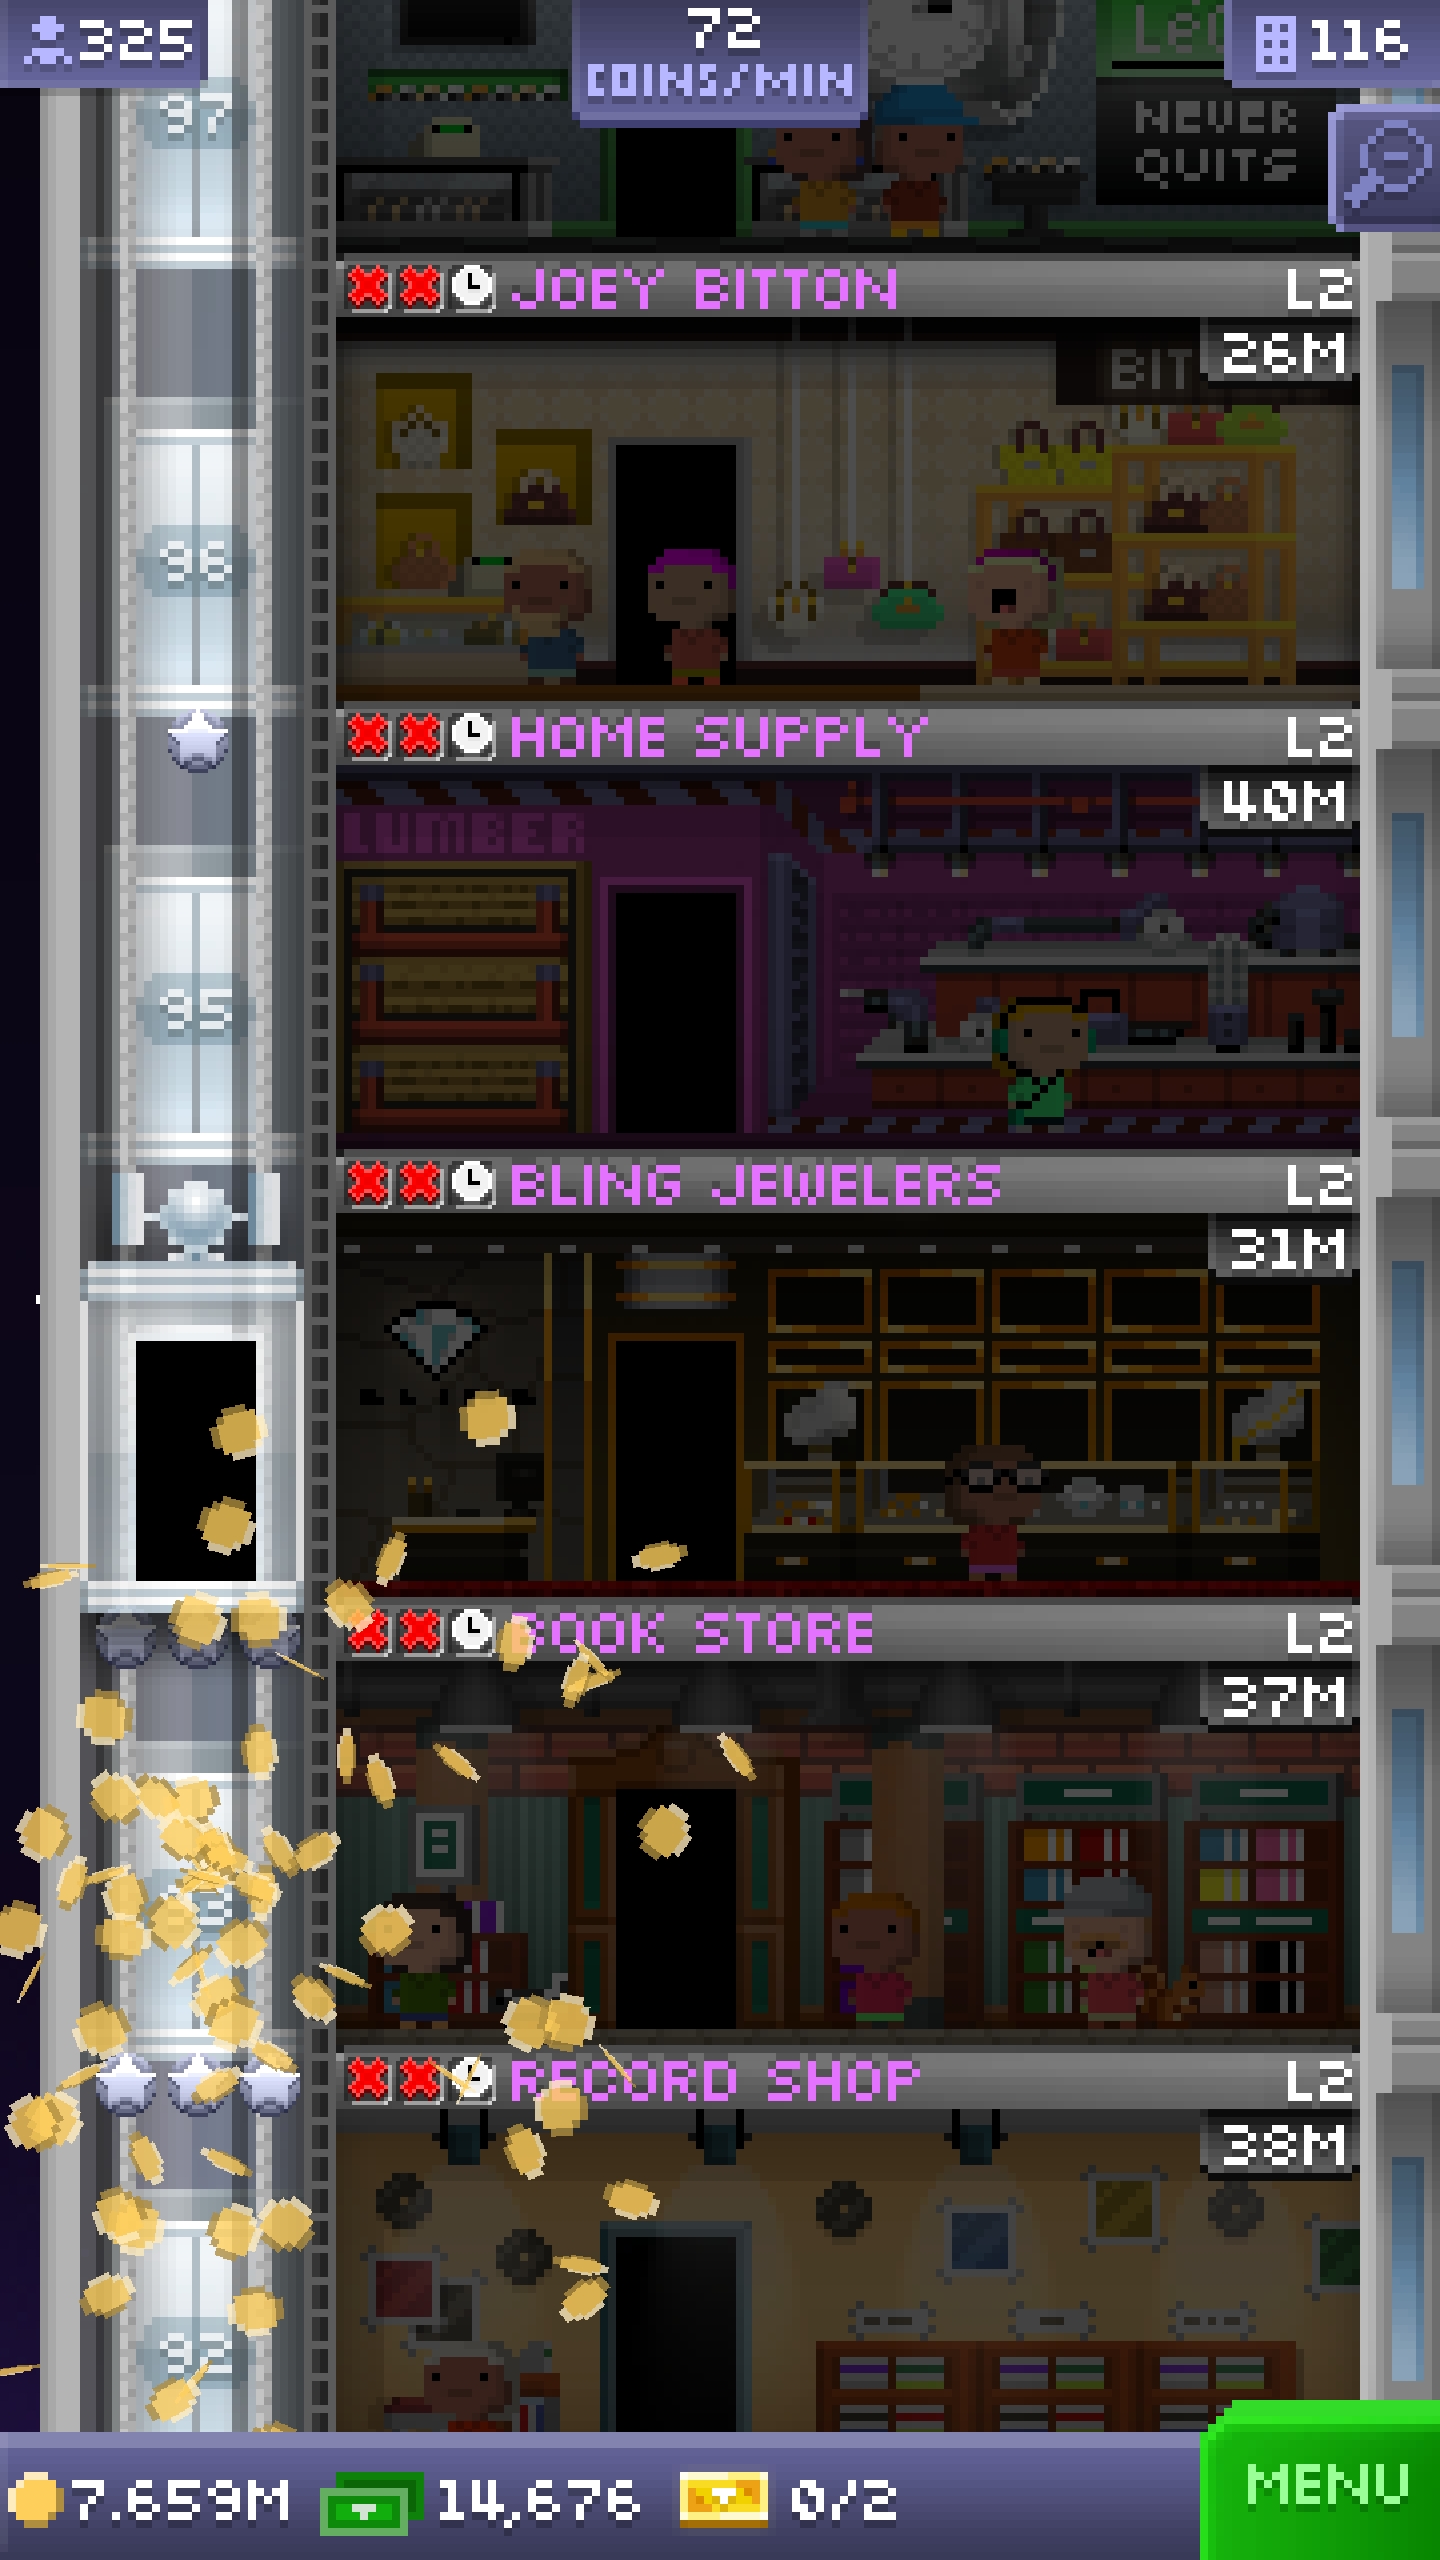 325
72
COINS/MIN
116
97
NEVER
QUITS
JOEY BITTON
L2
26M
BIT
96
HOME SUPPLY
L2
40M
LUMBER
95
BLING JEWELERS
L2
31M
BOOK STORE
L2
37M
RECORD SHOP
L2
38M
92
7.659M
14,676
0/2
MENU